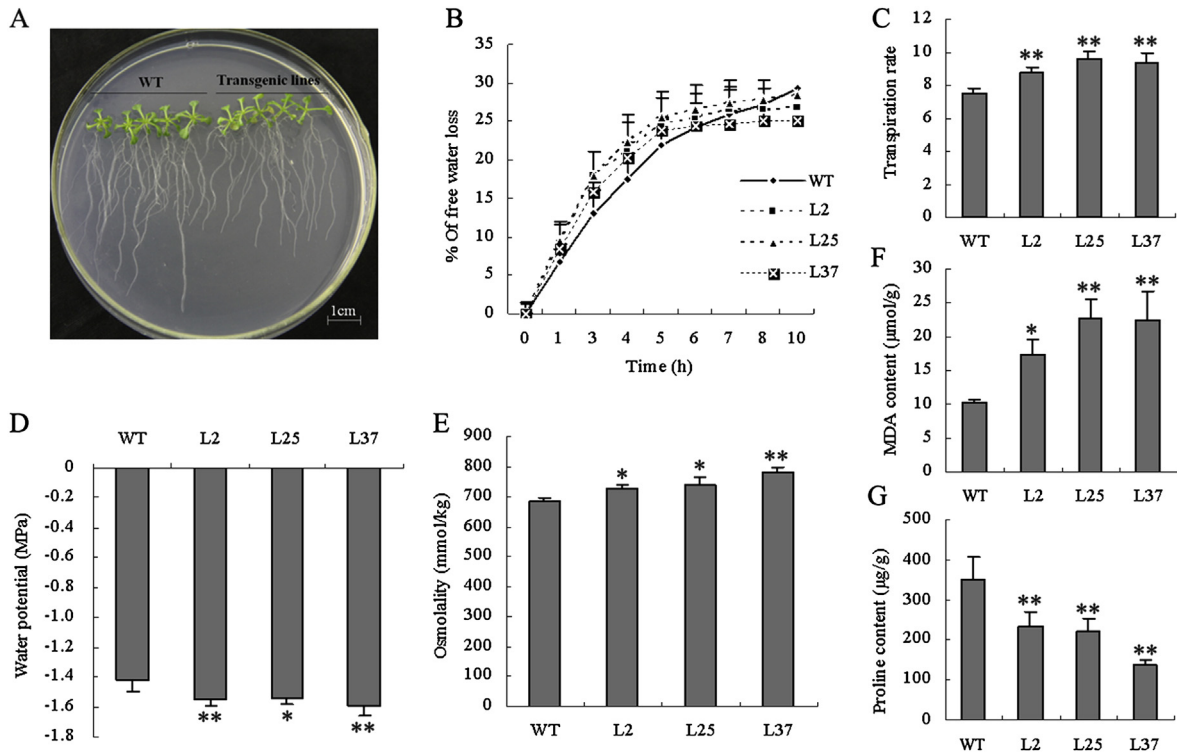 A
WT
Transgenic lines
1cm
B
% Of free water loss
35
30
25
20
15
10
5
0
0 1 3 4 5 6 7 8 10
Time (h)
WT
L2
L25
L37
C
Transpiration rate
12
10
8
6
4
2
0
** ** **
WT L2 L25 L37
D
WT L2 L25 L37
Water potential (MPa)
0
-0.2
-0.4
-0.6
-0.8
-1.0
-1.2
-1.4
-1.6
-1.8
** * **
E
Osmolality (mmol/kg)
900
800
700
600
500
400
300
200
100
0
* * **
WT L2 L25 L37
F
MDA content (μmol/g)
30
25
20
15
10
5
0
* ** **
WT L2 L25 L37
G
Proline content (μg/g)
500
400
300
200
100
0
** ** **
WT L2 L25 L37